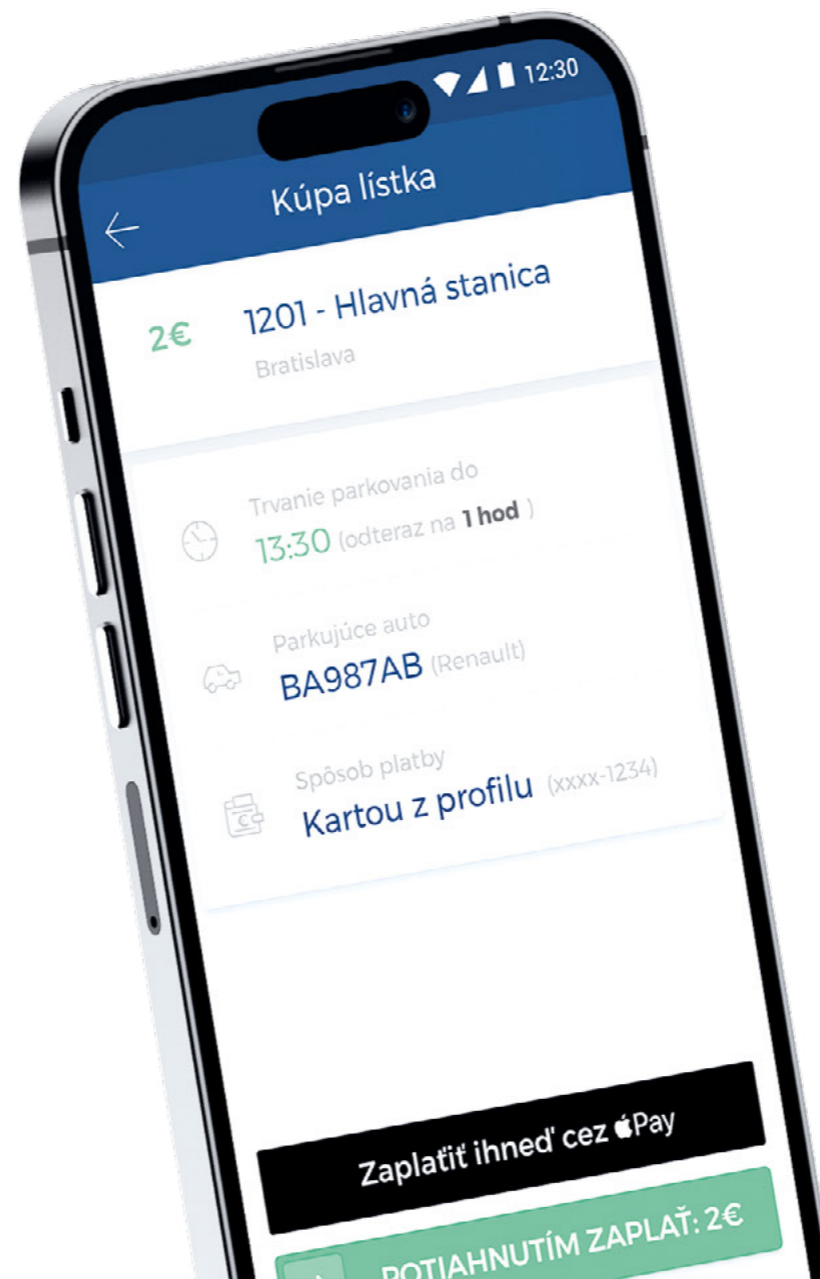 12:30
Kúpa lístka
2€ 1201 - Hlavná stanica
Bratislava
Trvanie parkovania do
13:30 (odteraz na 1 hod )
Parkujúce auto
BA987AB (Renault)
Spôsob platby
Kartou z profilu (xxxx-1234)
Zaplatiť ihneď cez Pay
POTIAHNUTÍM ZAPLAŤ: 2€